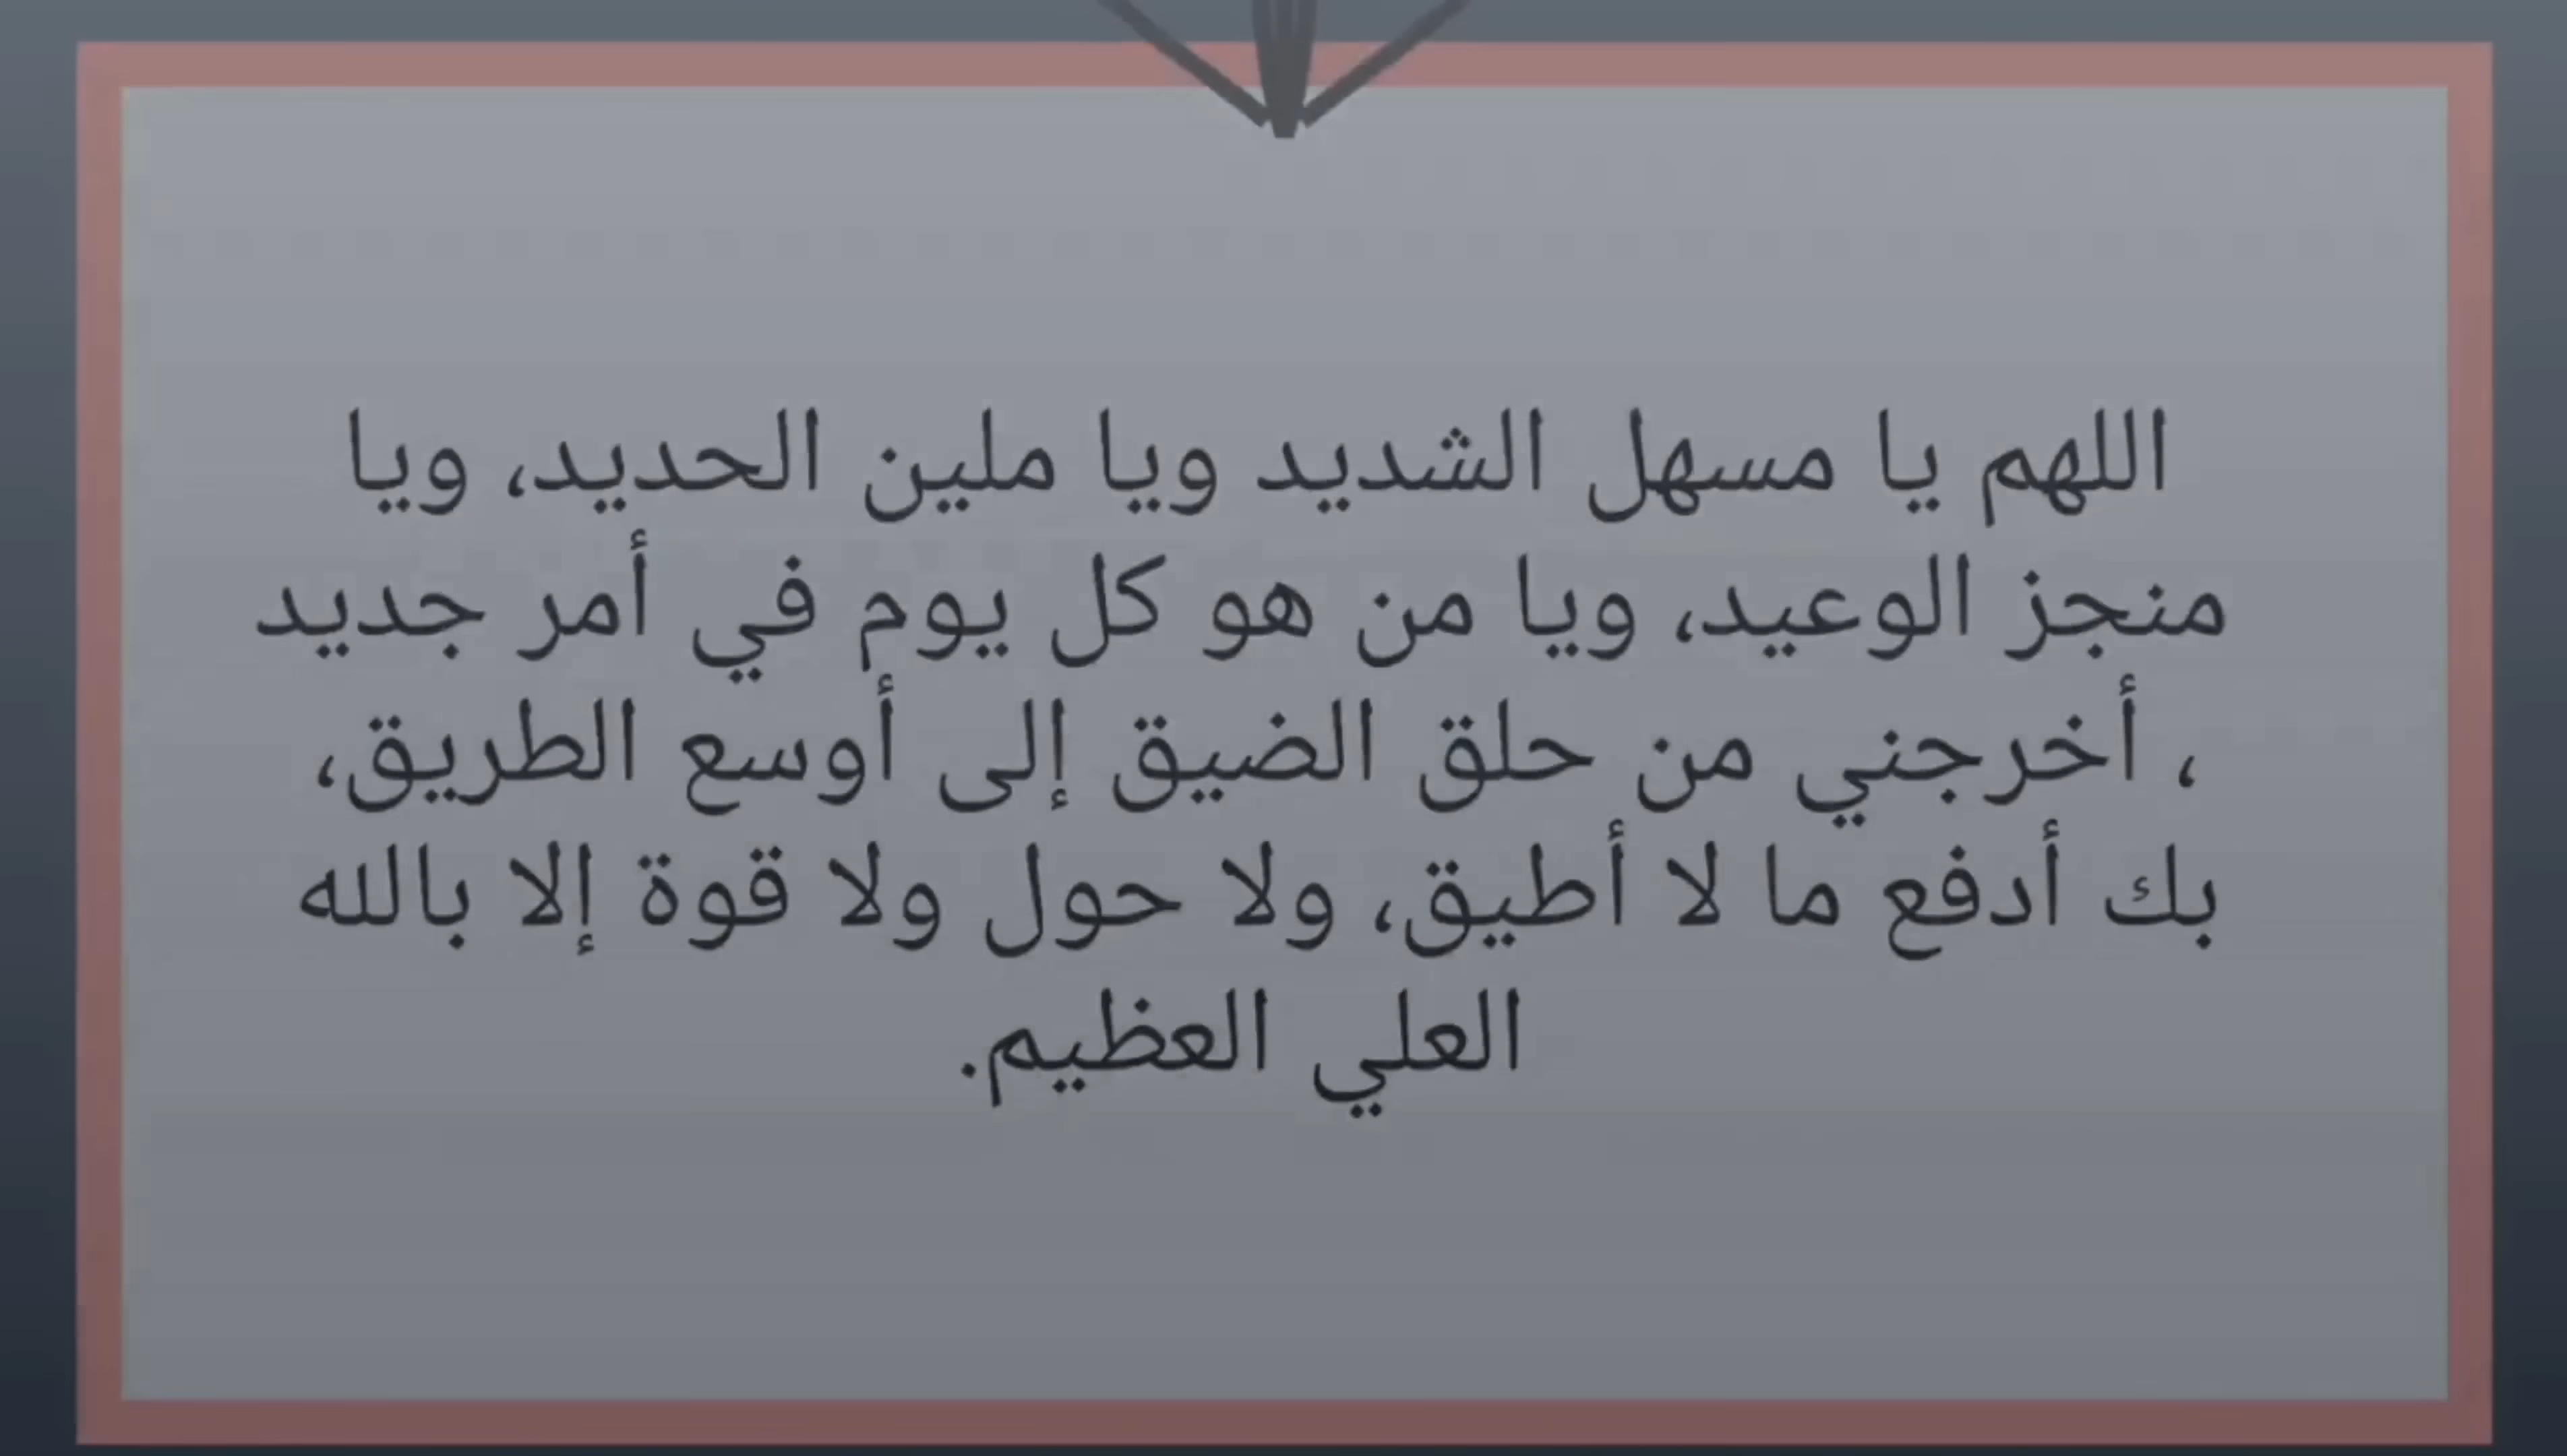 اللهم يا مسهل الشديد ويا ملين الحديد، ويا
منجز الوعيد، ويا من هو كل يوم في أمر جديد
، أخرجني من حلق الضيق إلى أوسع الطريق،
بك أدفع ما لا أطيق، ولا حول ولا قوة إلا بالله
العلي العظيم.